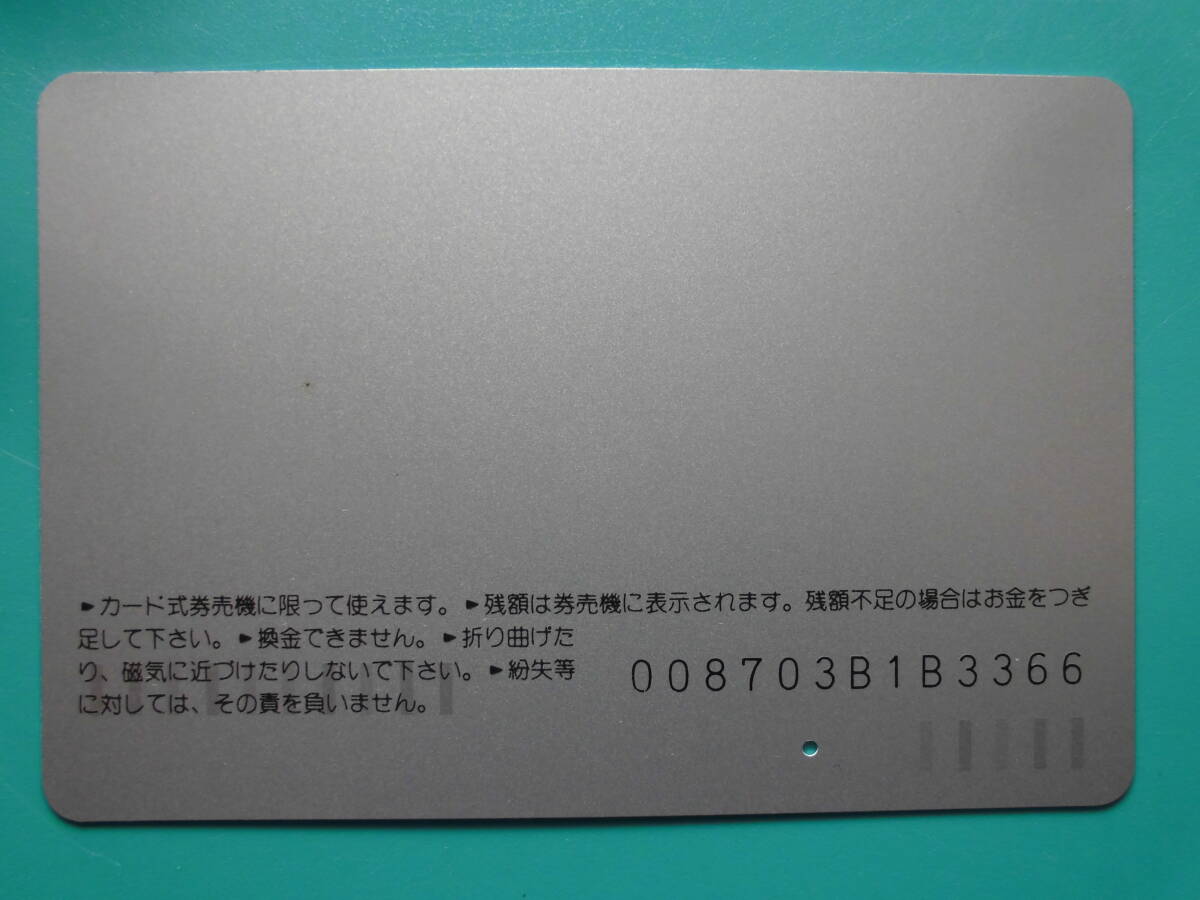 ▶カード式券売機に限って使えます。▶残額は券売機に表示されます。残額不足の場合はお金をつぎ
足して下さい。▶換金できません。▶折り曲げた
り、磁気に近づけたりしないで下さい。▶紛失等
に対しては、その責を負いません。
008703B1B3366